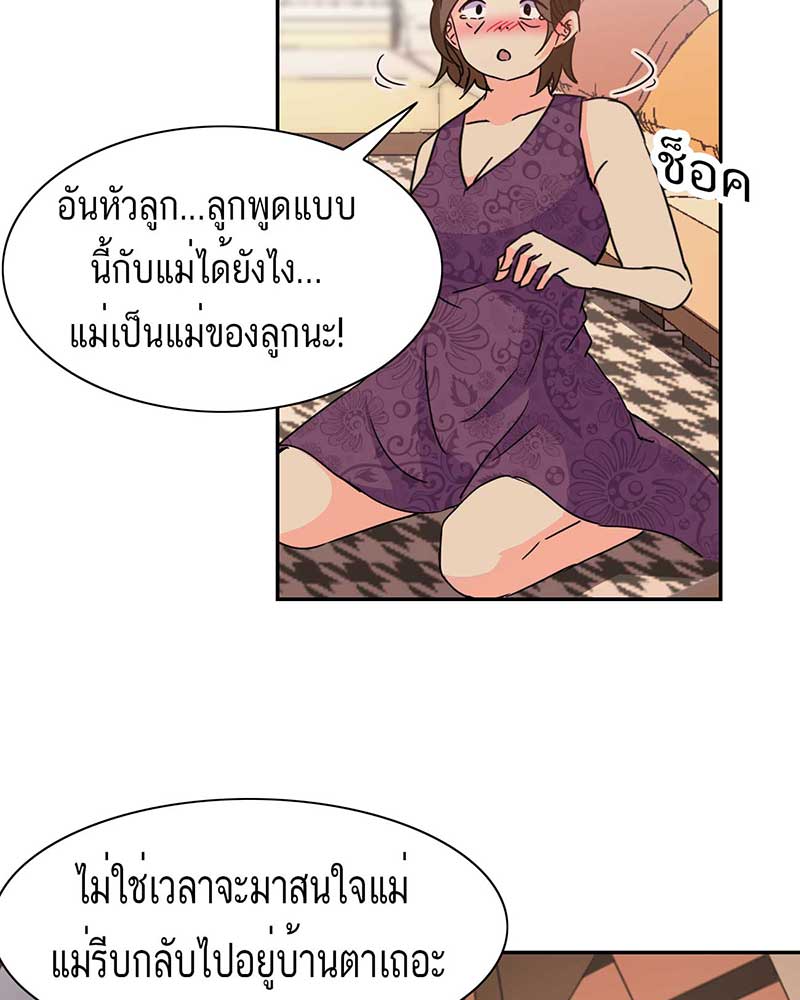 อันหัวลูก...ลูกพูดแบบ
นี้กับแม่ได้ยังไง...
แม่เป็นแม่ของลูกนะ!
ช็อค
ไม่ใช่เวลาจะมาสนใจแม่
แม่รีบกลับไปอยู่บ้านตาเถอะ